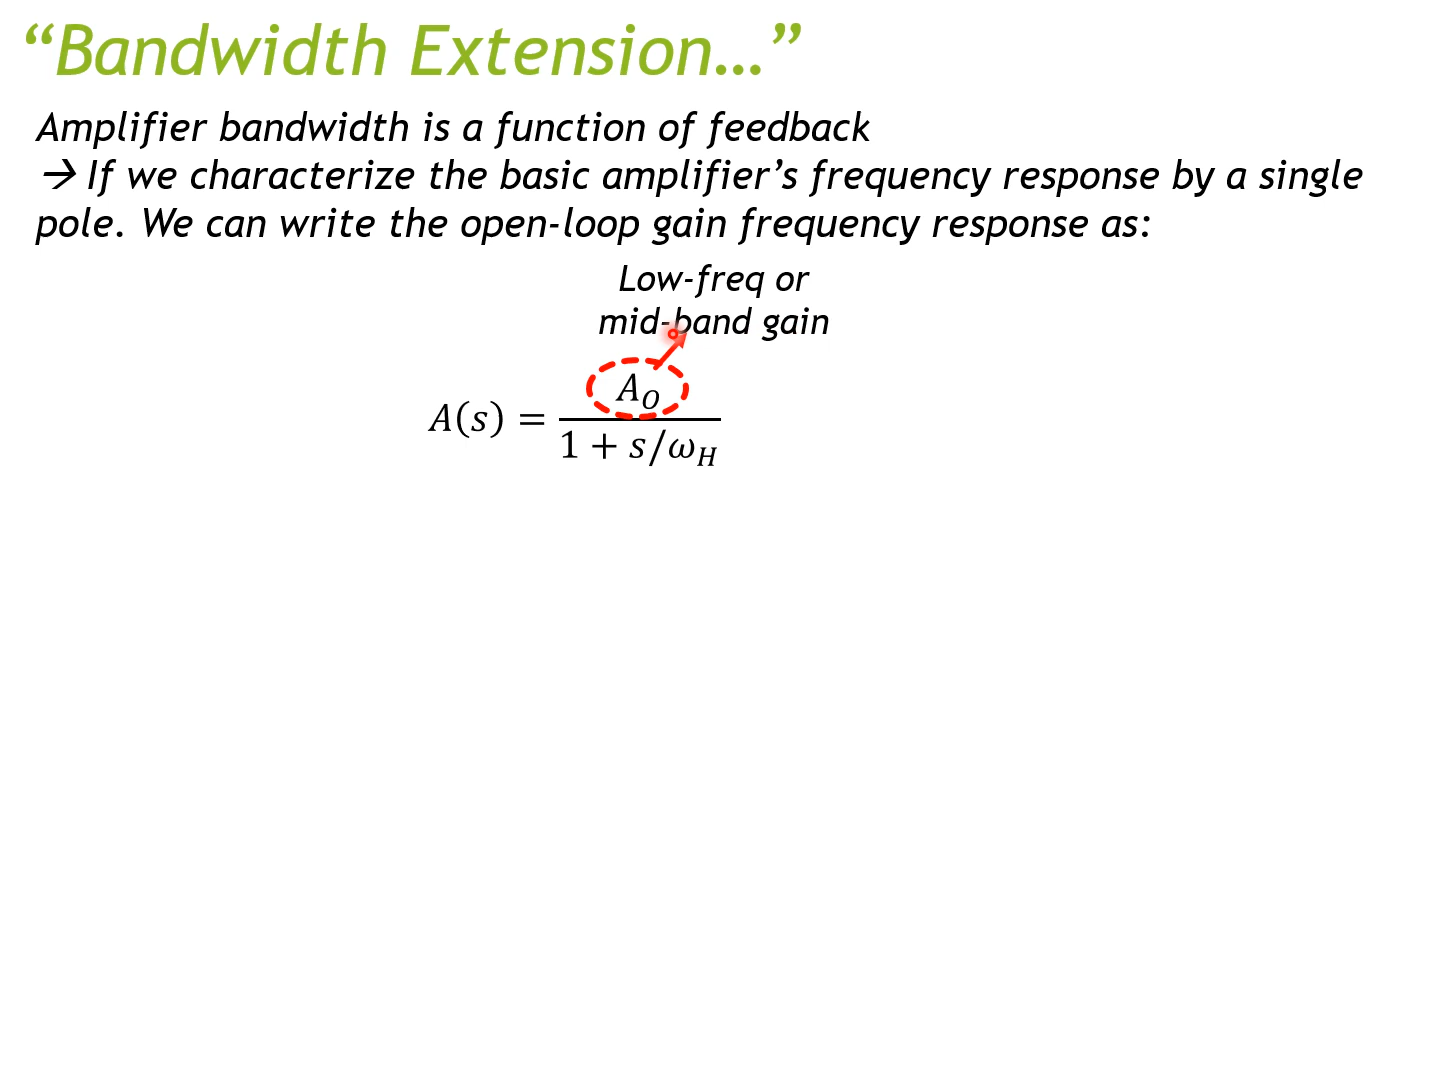 “Bandwidth Extension…”
Amplifier bandwidth is a function of feedback
→ If we characterize the basic amplifier’s frequency response by a single
pole. We can write the open-loop gain frequency response as:
Low-freq or
mid-band gain
A(s) = A_O / (1 + s/ω_H)